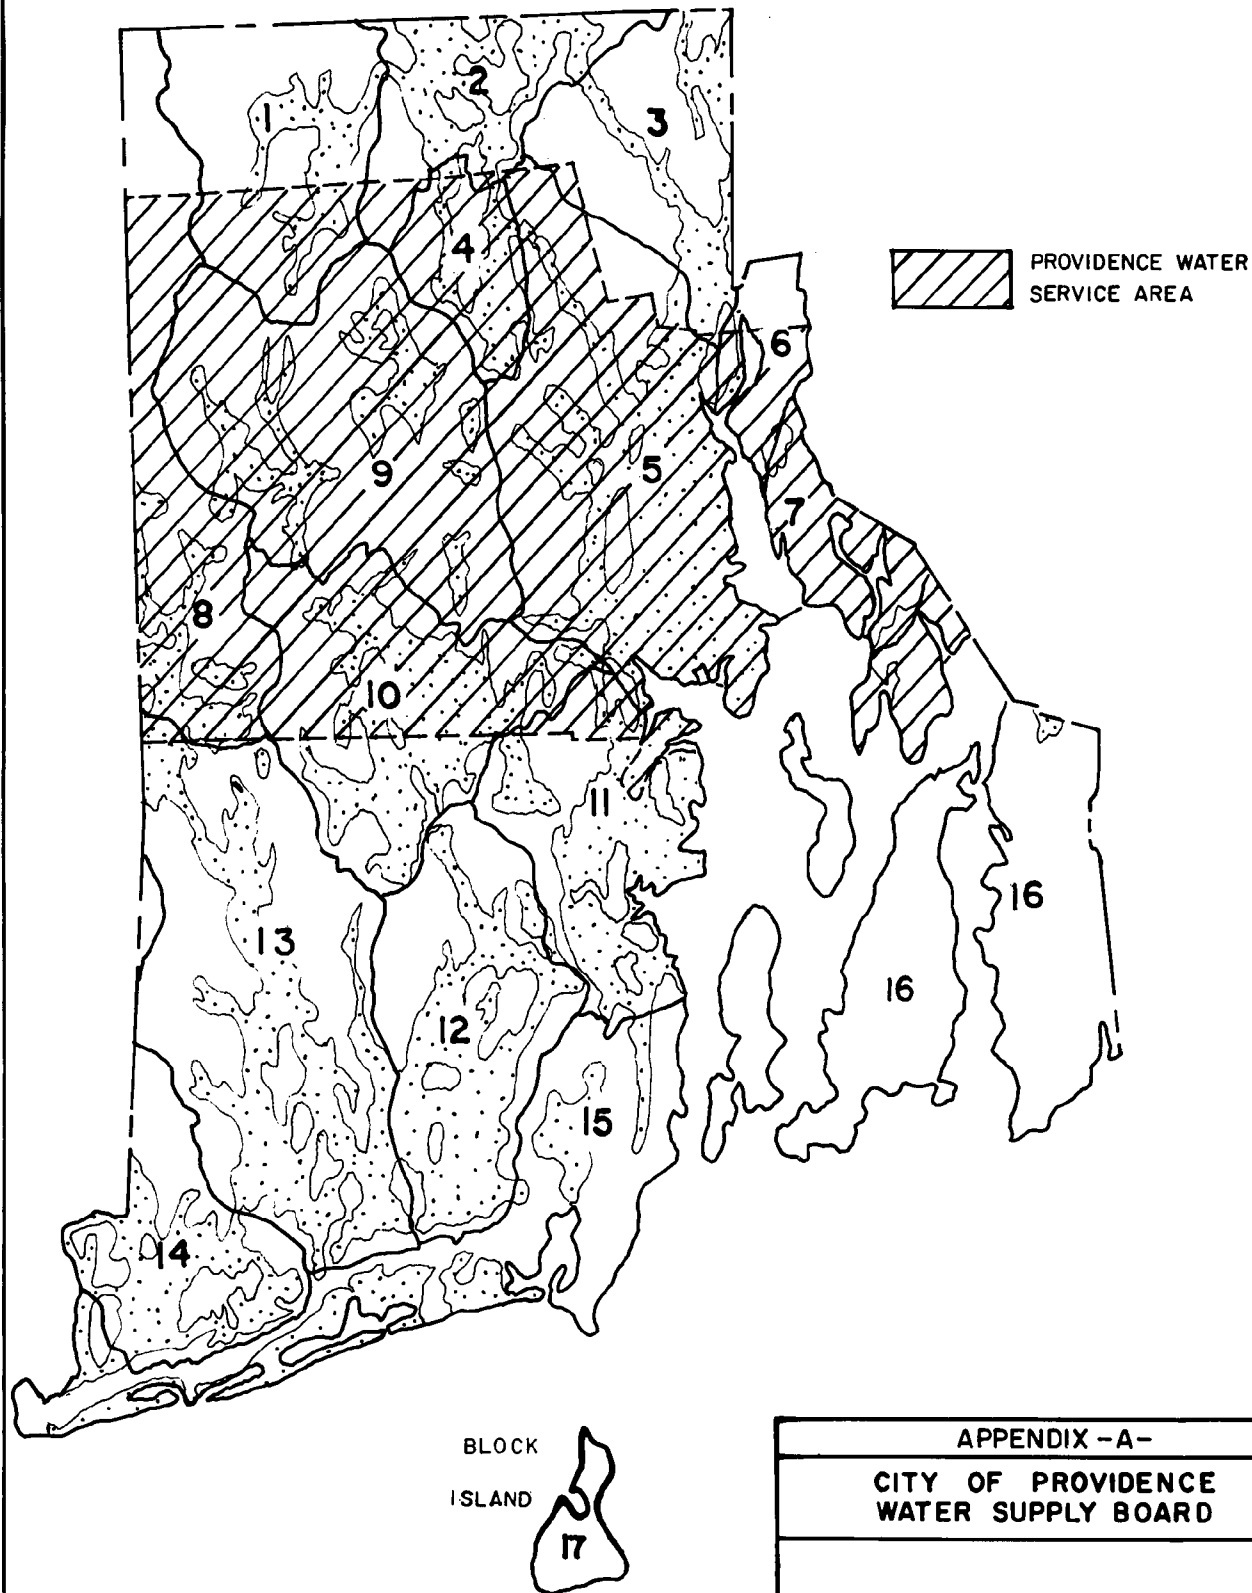 1
2
3
4
PROVIDENCE WATER
SERVICE AREA
6
5
9
7
8
10
11
16
13
16
12
15
14
BLOCK
ISLAND
17
APPENDIX -A-
CITY OF PROVIDENCE
WATER SUPPLY BOARD